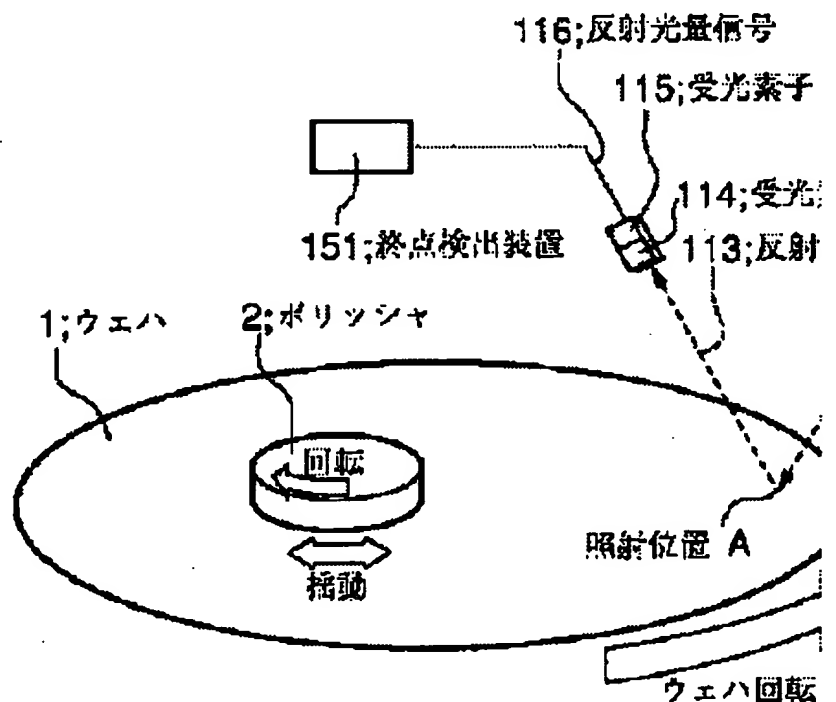 116;反射光量信号
115;受光素子
114;受光
151;終点検出装置
113;反射
1;ウェハ
2;ポリッシャ
回転
照射位置 A
揺動
ウェハ回転